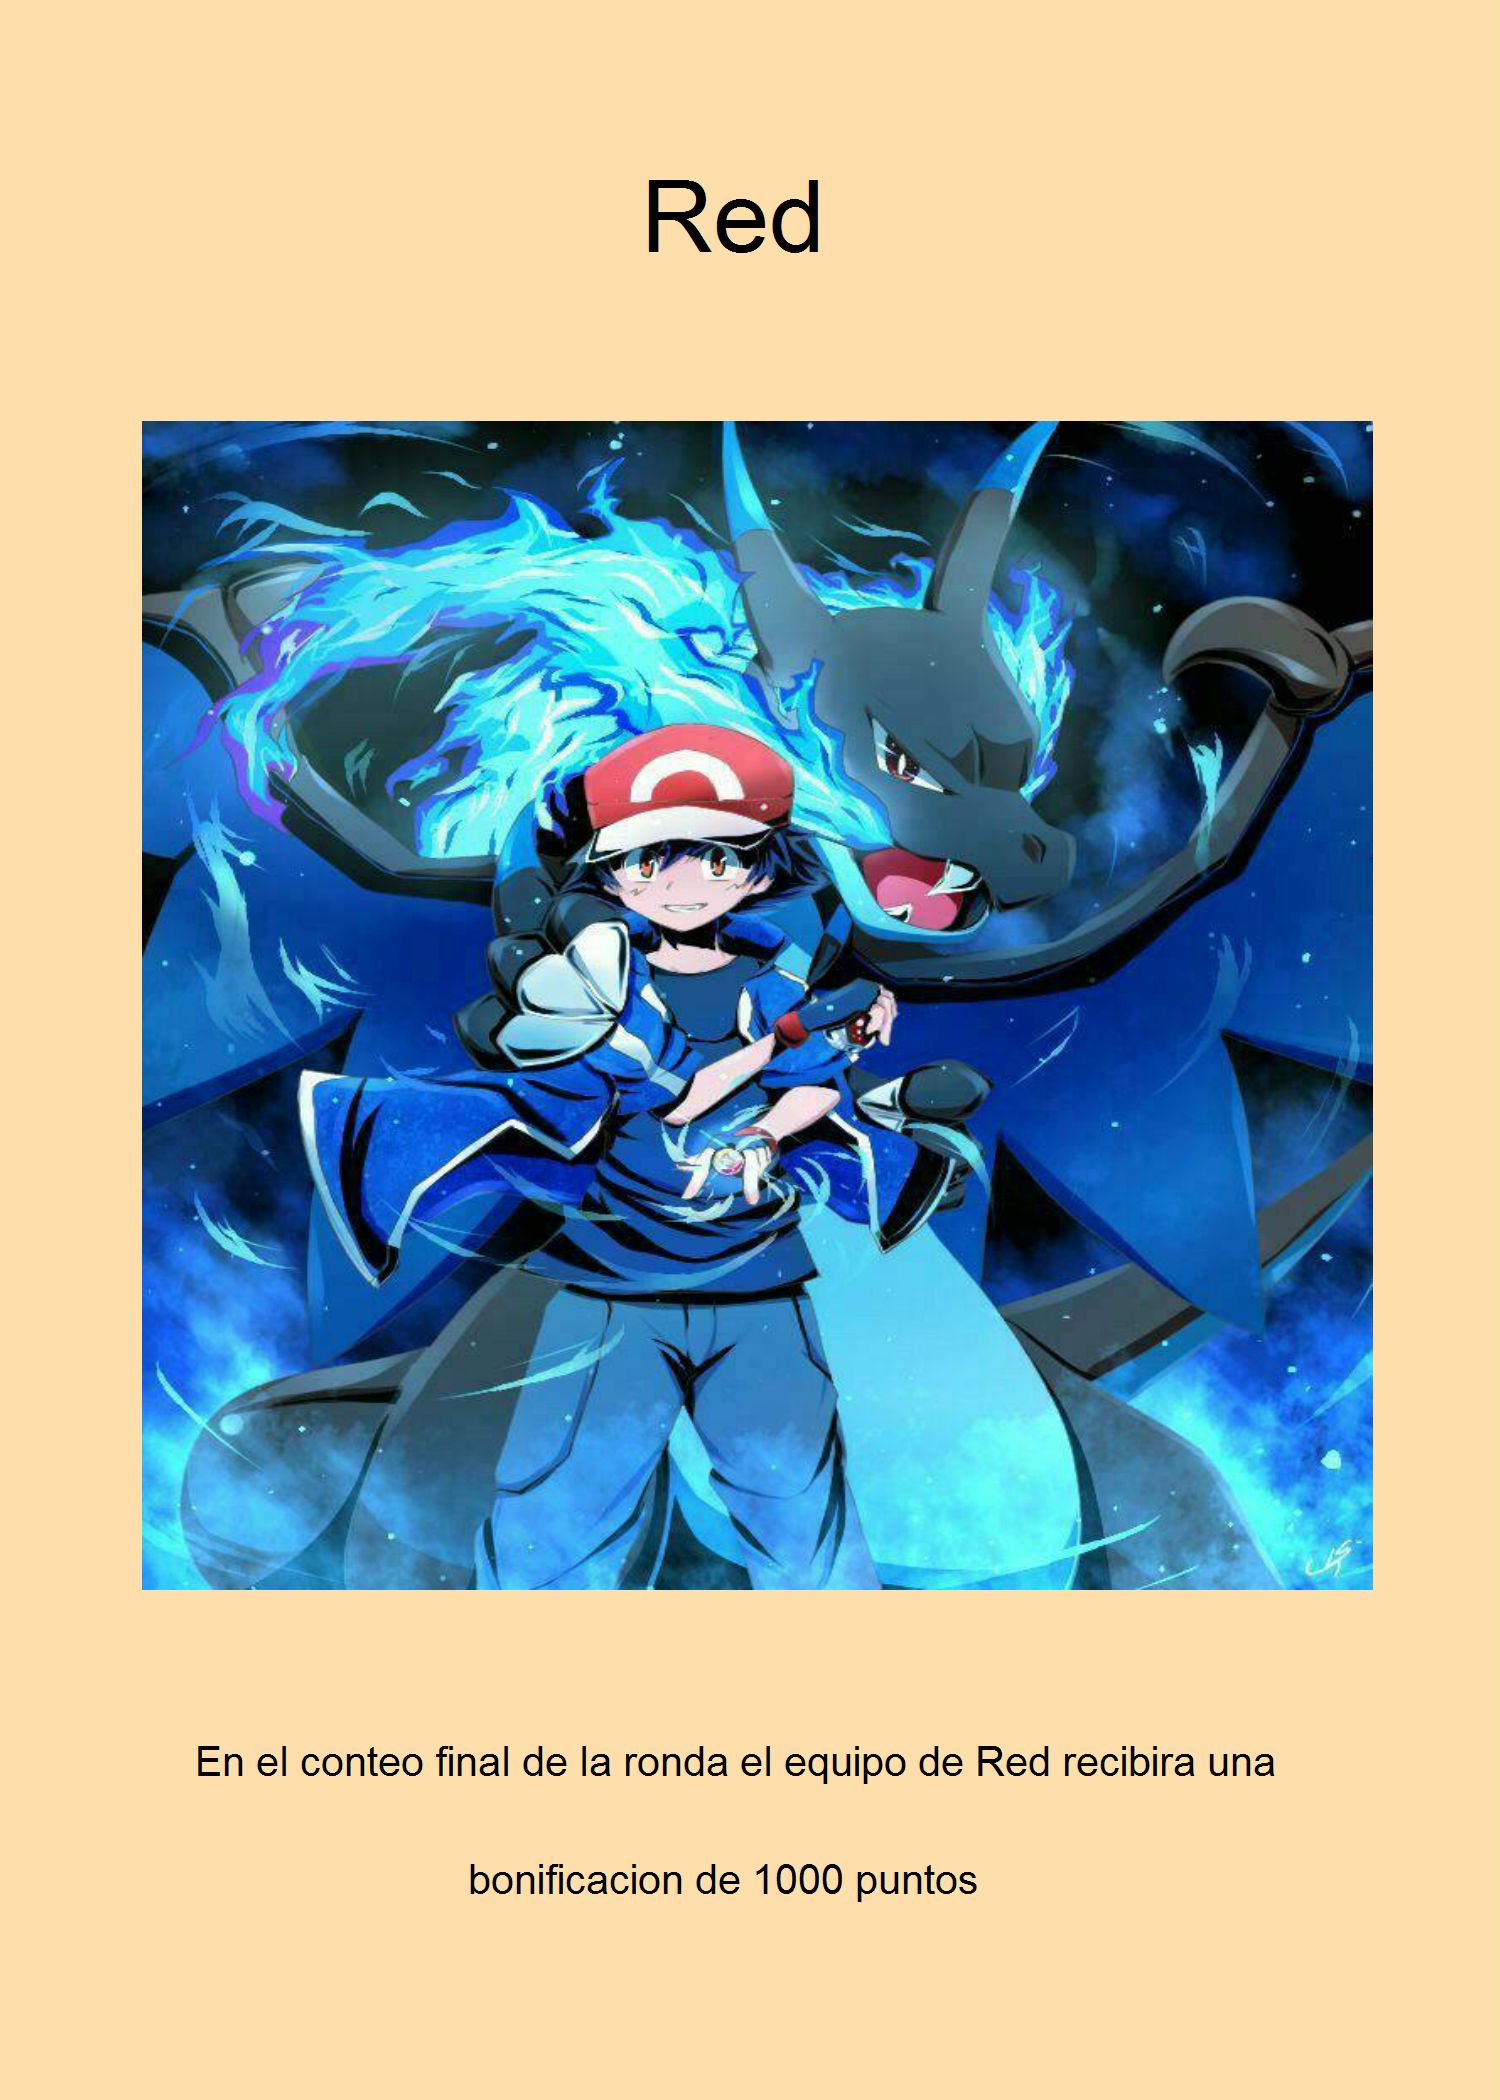 Red
En el conteo final de la ronda el equipo de Red recibira una
bonificacion de 1000 puntos